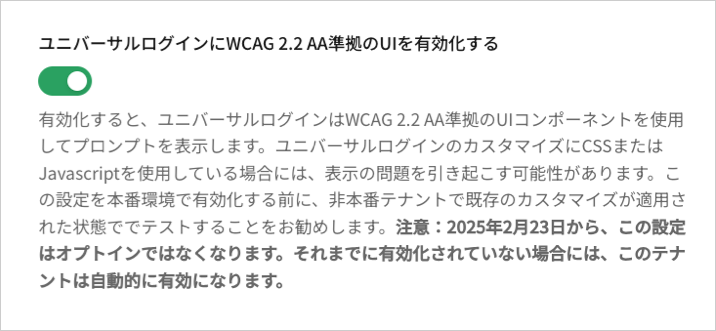 ユニバーサルログインにWCAG 2.2 AA準拠のUIを有効化する
有効化すると、ユニバーサルログインはWCAG 2.2 AA準拠のUIコンポーネントを使用
してプロンプトを表示します。ユニバーサルログインのカスタマイズにCSSまたは
Javascriptを使用している場合には、表示の問題を引き起こす可能性があります。こ
の設定を本番環境で有効化する前に、非本番テナントで既存のカスタマイズが適用さ
れた状態ででテストすることをお勧めします。注意：2025年2月23日から、この設定
はオプトインではなくなります。それまでに有効化されていない場合には、このテナ
ントは自動的に有効になります。